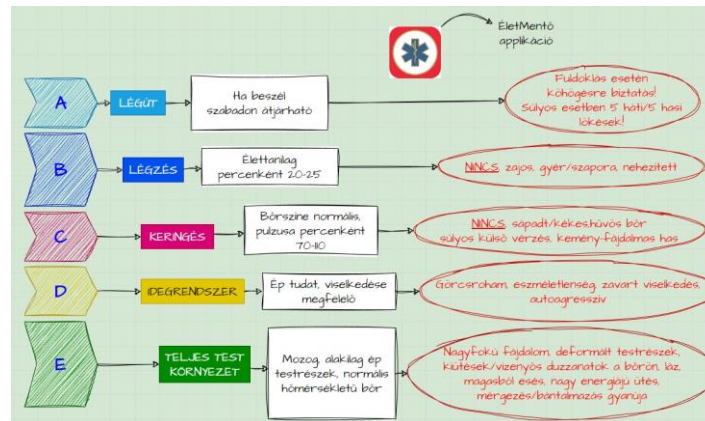 ÉletMentő
applikáció
A
LÉGÚT
Ha beszél
szabadon átjárható
Fuldoklás esetén
köhögésre biztatás!
Súlyos esetben 5 háti/5 hasi
lökések!
B
LÉGZÉS
Élettanilag
percenként 20-25
NINCS, zajos, gyér/szapora, nehezített
C
KERINGÉS
Bőrszíne normális,
pulzusa percenként
70-110
NINCS, sápadt/kékes,hűvös bőr
súlyos külső vérzés, kemény-fájdalmas has
D
IDEGRENDSZER
Ép tudat, viselkedése
megfelelő
Görcsroham, eszméletlenség, zavart viselkedés,
autoagresszív
E
TELJES TEST
KÖRNYEZET
Mozog, alakilag ép
testrészek, normális
hőmérsékletű bőr
Nagyfokú fájdalom, deformált testrészek,
kiütések/vizenyős duzzanatok a bőrön, láz,
magasból esés, nagy energiájú ütés,
mérgezés/bántalmazás gyanúja